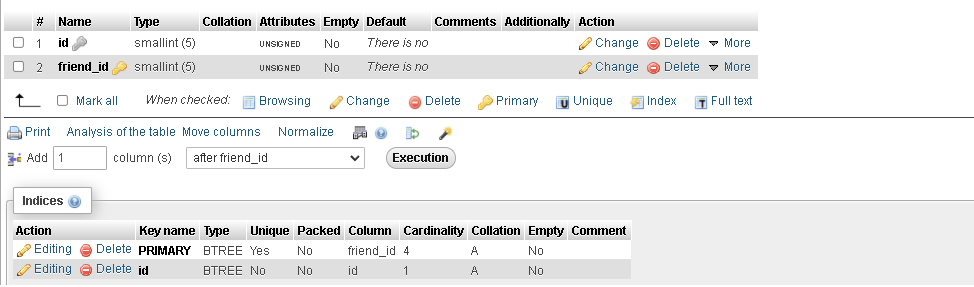 # Name Type Collation Attributes Empty Default Comments Additionally Action
1 id smallint (5) UNSIGNED No There is no Change Delete More
2 friend_id smallint (5) UNSIGNED No There is no Change Delete More
Mark all When checked: Browsing Change Delete Primary Unique Index Full text
Print Analysis of the table Move columns Normalize
Add 1 column (s) after friend_id Execution
Indices
Action Key name Type Unique Packed Column Cardinality Collation Empty Comment
Editing Delete PRIMARY BTREE Yes No friend_id 4 A No
Editing Delete id BTREE No No id 1 A No